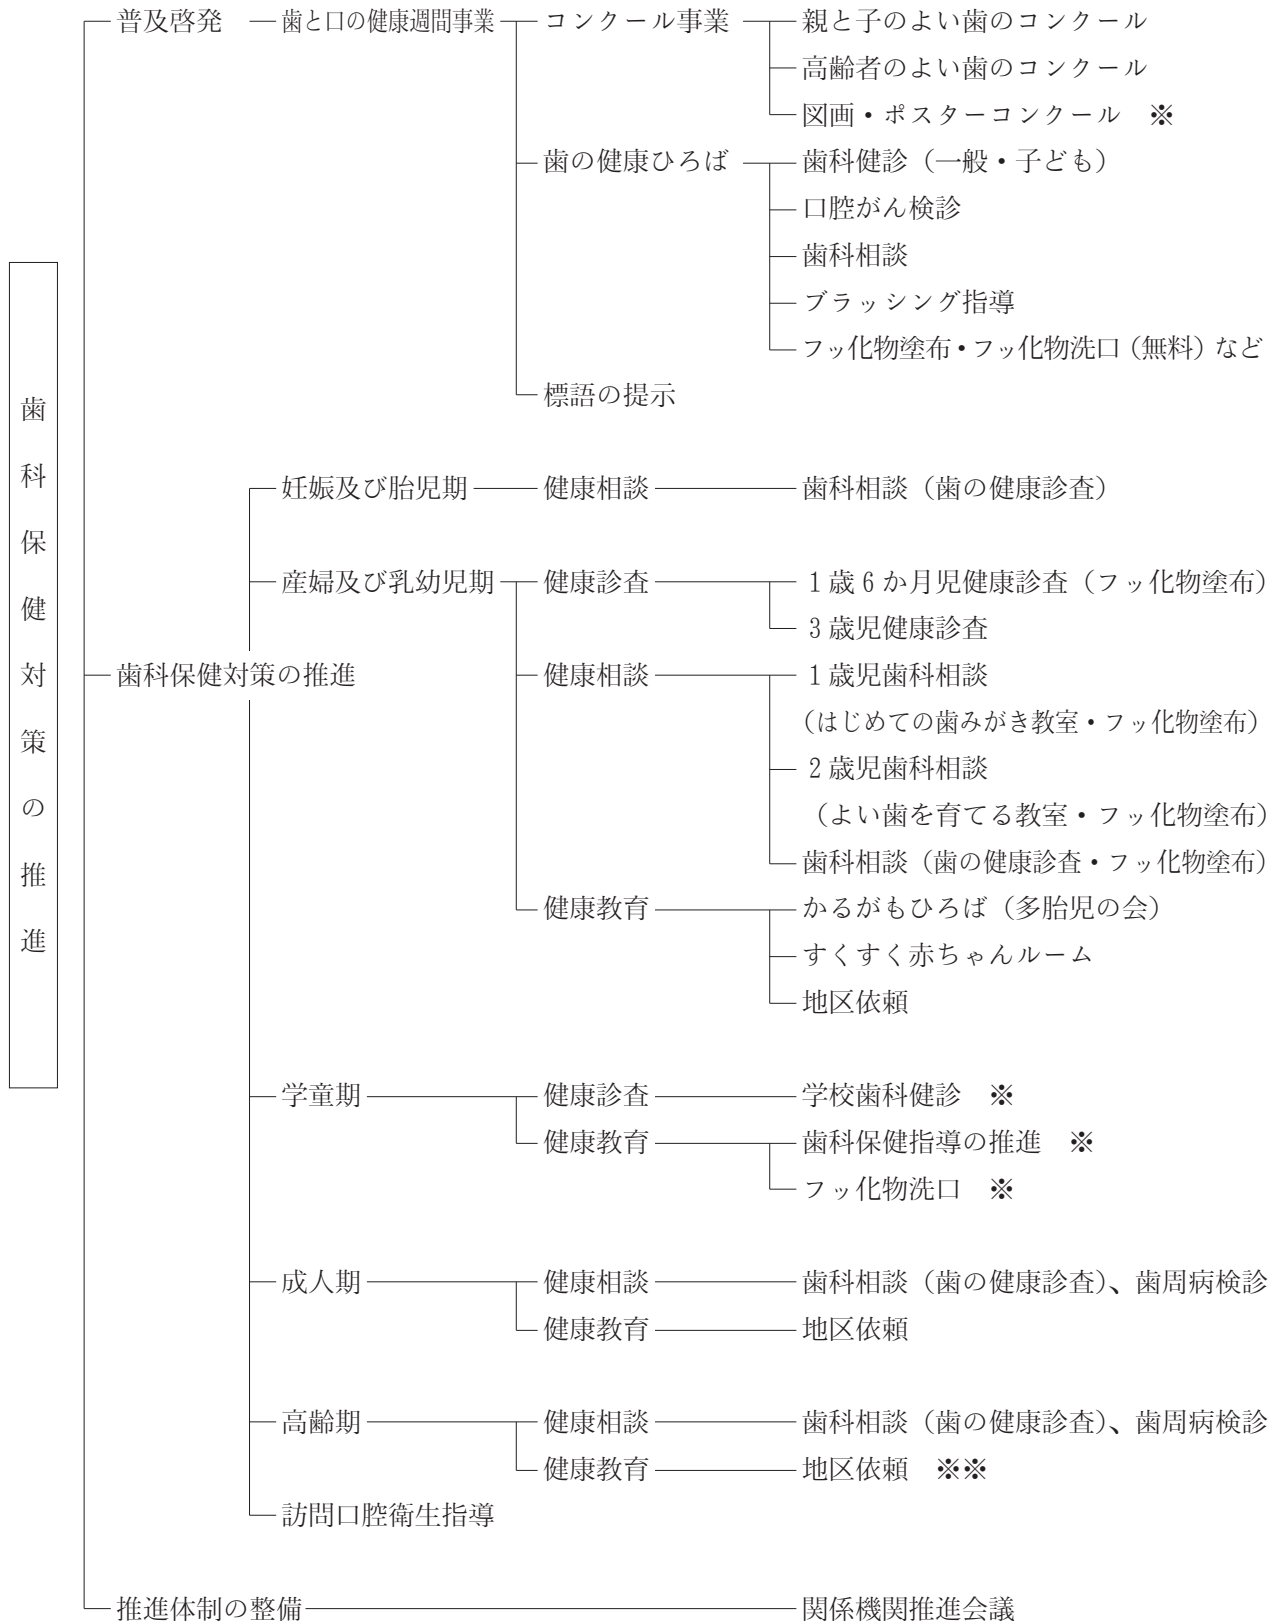 歯科保健対策の推進
普及啓発 歯と口の健康週間事業 コンクール事業 親と子のよい歯のコンクール
高齢者のよい歯のコンクール
図画・ポスターコンクール ※
歯の健康ひろば 歯科健診（一般・子ども）
口腔がん検診
歯科相談
ブラッシング指導
フッ化物塗布・フッ化物洗口（無料）など
標語の提示
妊娠及び胎児期 健康相談 歯科相談（歯の健康診査）
産婦及び乳幼児期 健康診査 1歳6か月児健康診査（フッ化物塗布）
3歳児健康診査
歯科保健対策の推進 健康相談 1歳児歯科相談
（はじめての歯みがき教室・フッ化物塗布）
2歳児歯科相談
（よい歯を育てる教室・フッ化物塗布）
歯科相談（歯の健康診査・フッ化物塗布）
健康教育 かるがもひろば（多胎児の会）
すくすく赤ちゃんルーム
地区依頼
学童期 健康診査 学校歯科健診 ※
健康教育 歯科保健指導の推進 ※
フッ化物洗口 ※
成人期 健康相談 歯科相談（歯の健康診査）、歯周病検診
健康教育 地区依頼
高齢期 健康相談 歯科相談（歯の健康診査）、歯周病検診
健康教育 地区依頼 ※※
訪問口腔衛生指導
推進体制の整備 関係機関推進会議